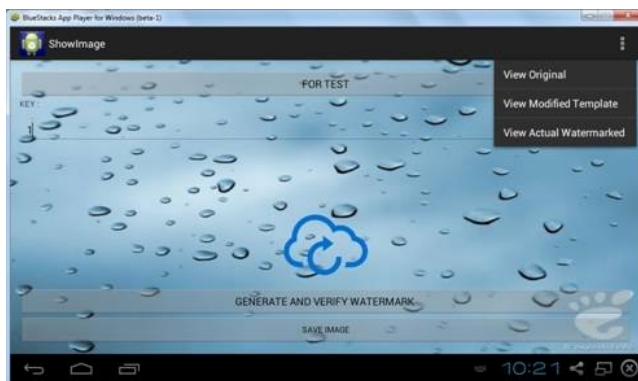 BlueStacks App Player for Windows (beta-1)
ShowImage
View Original
View Modified Template
View Actual Watermarked
FOR TEST
KEY :
1
GENERATE AND VERIFY WATERMARK
SAVE IMAGE
10:21